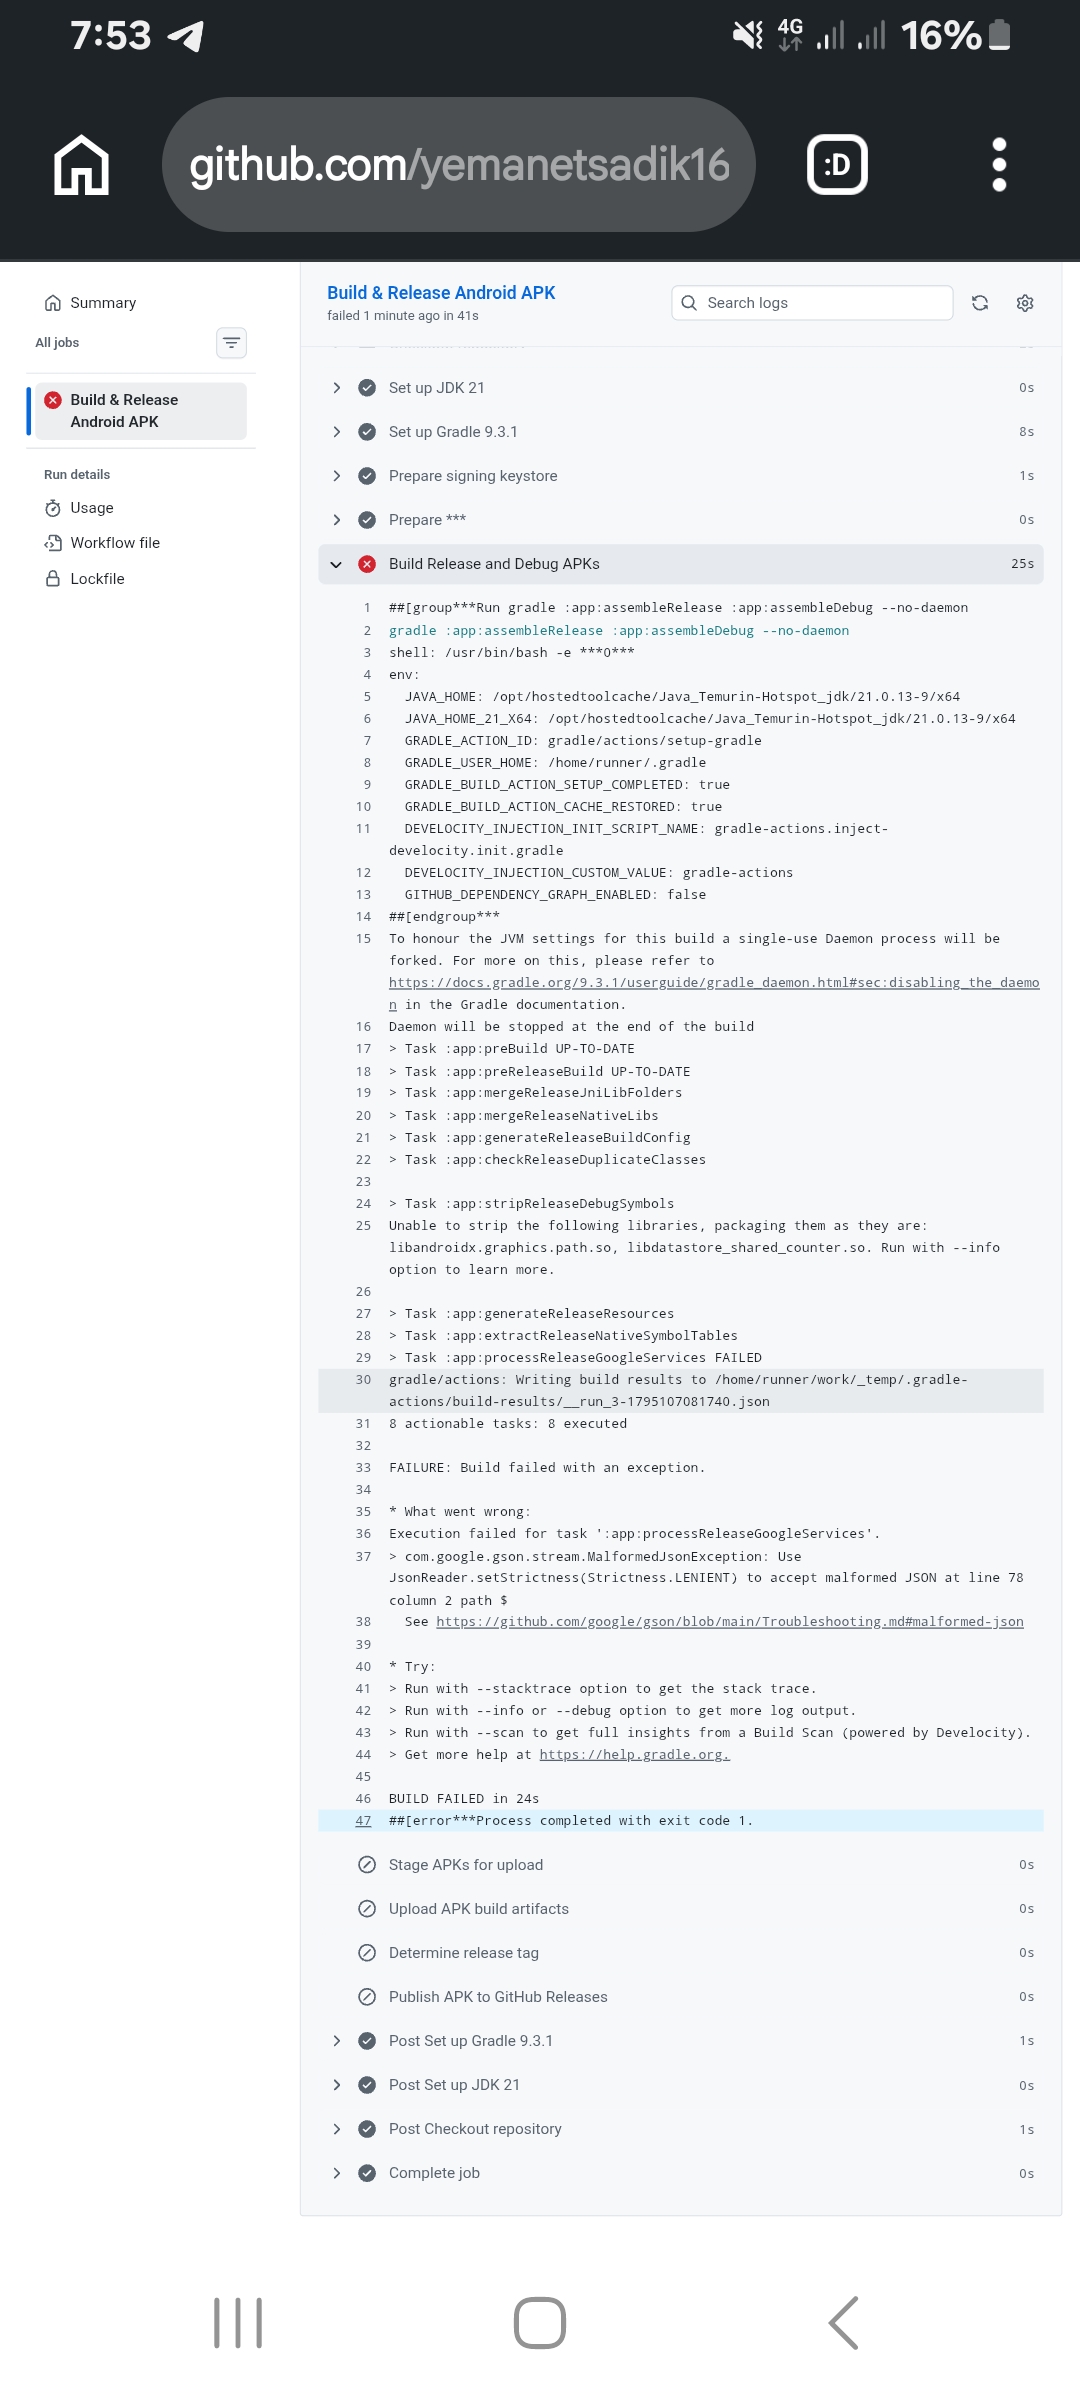 7:53
4G
16%
github.com/yemanetsadik16
:D
Summary
All jobs
Build & Release
Android APK
Run details
Usage
Workflow file
Lockfile
Build & Release Android APK
failed 1 minute ago in 41s
Search logs
Set up JDK 21 0s
Set up Gradle 9.3.1 8s
Prepare signing keystore 1s
Prepare *** 0s
Build Release and Debug APKs 25s
1 ##[group***Run gradle :app:assembleRelease :app:assembleDebug --no-daemon
2 gradle :app:assembleRelease :app:assembleDebug --no-daemon
3 shell: /usr/bin/bash -e ***0***
4 env:
5 JAVA_HOME: /opt/hostedtoolcache/Java_Temurin-Hotspot_jdk/21.0.13-9/x64
6 JAVA_HOME_21_X64: /opt/hostedtoolcache/Java_Temurin-Hotspot_jdk/21.0.13-9/x64
7 GRADLE_ACTION_ID: gradle/actions/setup-gradle
8 GRADLE_USER_HOME: /home/runner/.gradle
9 GRADLE_BUILD_ACTION_SETUP_COMPLETED: true
10 GRADLE_BUILD_ACTION_CACHE_RESTORED: true
11 DEVELOCITY_INJECTION_INIT_SCRIPT_NAME: gradle-actions.inject-
develocity.init.gradle
12 DEVELOCITY_INJECTION_CUSTOM_VALUE: gradle-actions
13 GITHUB_DEPENDENCY_GRAPH_ENABLED: false
14 ##[endgroup***
15 To honour the JVM settings for this build a single-use Daemon process will be
forked. For more on this, please refer to
https://docs.gradle.org/9.3.1/userguide/gradle_daemon.html#sec:disabling_the_daemo
n in the Gradle documentation.
16 Daemon will be stopped at the end of the build
17 > Task :app:preBuild UP-TO-DATE
18 > Task :app:preReleaseBuild UP-TO-DATE
19 > Task :app:mergeReleaseJniLibFolders
20 > Task :app:mergeReleaseNativeLibs
21 > Task :app:generateReleaseBuildConfig
22 > Task :app:checkReleaseDuplicateClasses
23
24 > Task :app:stripReleaseDebugSymbols
25 Unable to strip the following libraries, packaging them as they are:
libandroidx.graphics.path.so, libdatastore_shared_counter.so. Run with --info
option to learn more.
26
27 > Task :app:generateReleaseResources
28 > Task :app:extractReleaseNativeSymbolTables
29 > Task :app:processReleaseGoogleServices FAILED
30 gradle/actions: Writing build results to /home/runner/work/_temp/.gradle-
actions/build-results/__run_3-1795107081740.json
31 8 actionable tasks: 8 executed
32
33 FAILURE: Build failed with an exception.
34
35 * What went wrong:
36 Execution failed for task ':app:processReleaseGoogleServices'.
37 > com.google.gson.stream.MalformedJsonException: Use
JsonReader.setStrictness(Strictness.LENIENT) to accept malformed JSON at line 78
column 2 path $
38 See https://github.com/google/gson/blob/main/Troubleshooting.md#malformed-json
39
40 * Try:
41 > Run with --stacktrace option to get the stack trace.
42 > Run with --info or --debug option to get more log output.
43 > Run with --scan to get full insights from a Build Scan (powered by Develocity).
44 > Get more help at https://help.gradle.org.
45
46 BUILD FAILED in 24s
47 ##[error***Process completed with exit code 1.
Stage APKs for upload 0s
Upload APK build artifacts 0s
Determine release tag 0s
Publish APK to GitHub Releases 0s
Post Set up Gradle 9.3.1 1s
Post Set up JDK 21 0s
Post Checkout repository 1s
Complete job 0s